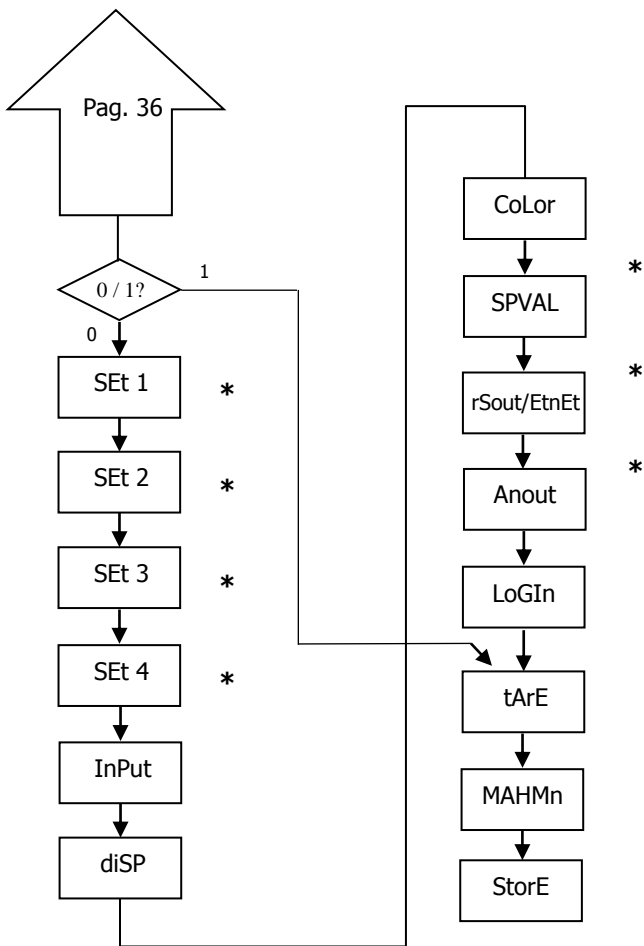 Pag. 36
0 / 1?
1
0
SEt 1
*
SEt 2
*
SEt 3
*
SEt 4
*
InPut
diSP
CoLor
*
SPVAL
*
rSout/EtnEt
*
Anout
LoGIn
tArE
MAHMn
StorE